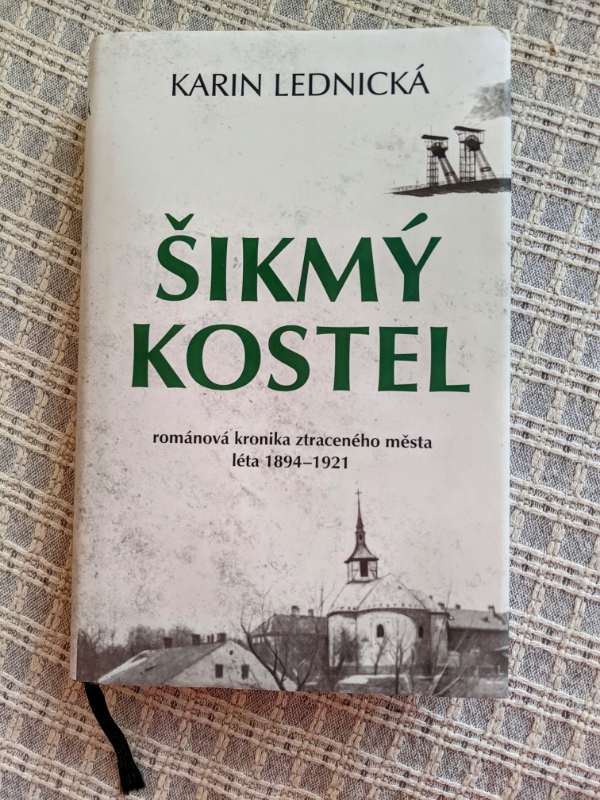 KARIN LEDNICKÁ
ŠIKMÝ
KOSTEL
románová kronika ztraceného města
léta 1894–1921